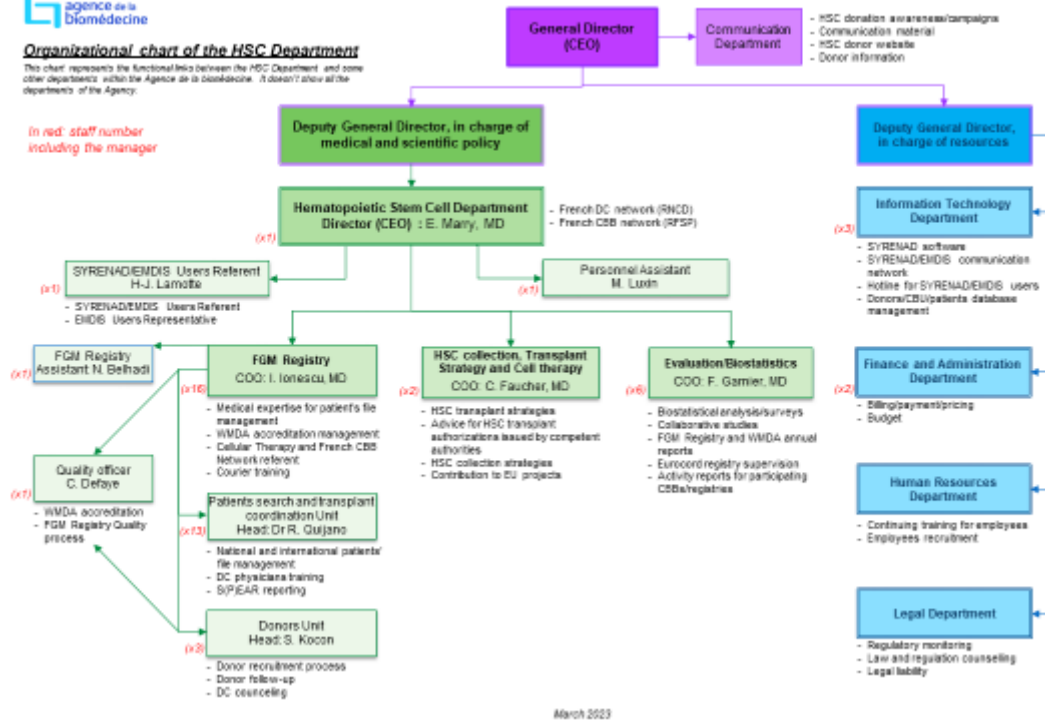 agence de la
biomédecine
Organizational chart of the HSC Department
This chart represents the functional links between the HSC Department and some
other departments within the Agence de la biomédecine. It doesn't show all the
departments of the Agency.
In red: staff number
including the manager
General Director
(CEO)
Communication
Department
- HSC donation awareness/campaigns
- Communication material
- HSC donor website
- Donor information
Deputy General Director, in charge of
medical and scientific policy
Deputy General Director,
in charge of resources
Hematopoietic Stem Cell Department
Director (CEO) : E. Marry, MD
(x1)
- French DC network (RNCD)
- French CBB network (RFSP)
Information Technology
Department
(x3)
- SYRENAD software
- SYRENAD/EMDIS communication
network
- Hotline for SYRENAD/EMDIS users
- Donors/CBU/patients database
management
SYRENAD/EMDIS Users Referent
H-J. Lamotte
(x1)
- SYRENAD/EMDIS Users Referent
- EMDIS Users Representative
Personnel Assistant
M. Luxin
(x1)
FGM Registry
Assistant N. Belhadi
(x1)
FGM Registry
COO: I. Ionescu, MD
(x16)
- Medical expertise for patient's file
management
- WMDA accreditation management
- Cellular Therapy and French CBB
Network referent
- Courier training
HSC collection, Transplant
Strategy and Cell therapy
COO: C. Faucher, MD
(x2)
- HSC transplant strategies
- Advice for HSC transplant
authorizations issued by competent
authorities
- HSC collection strategies
- Contribution to EU projects
Evaluation/Biostatistics
COO: F. Garnier, MD
(x6)
- Biostatistical analysis/surveys
- Collaborative studies
- FGM Registry and WMDA annual
reports
- Eurocord registry supervision
- Activity reports for participating
CBBs/registries
Finance and Administration
Department
(x2)
- Billing/payment/pricing
- Budget
Quality officer
C. Defaye
(x1)
- WMDA accreditation
- FGM Registry Quality
process
Patients search and transplant
coordination Unit
Head: Dr R. Quijano
(x13)
- National and international patients'
file management
- DC physicians training
- S(P)EAR reporting
Human Resources
Department
- Continuing training for employees
- Employees recruitment
Donors Unit
Head: S. Kocon
(x3)
- Donor recruitment process
- Donor follow-up
- DC counceling
Legal Department
- Regulatory monitoring
- Law and regulation counselling
- Legal liability
March 2023